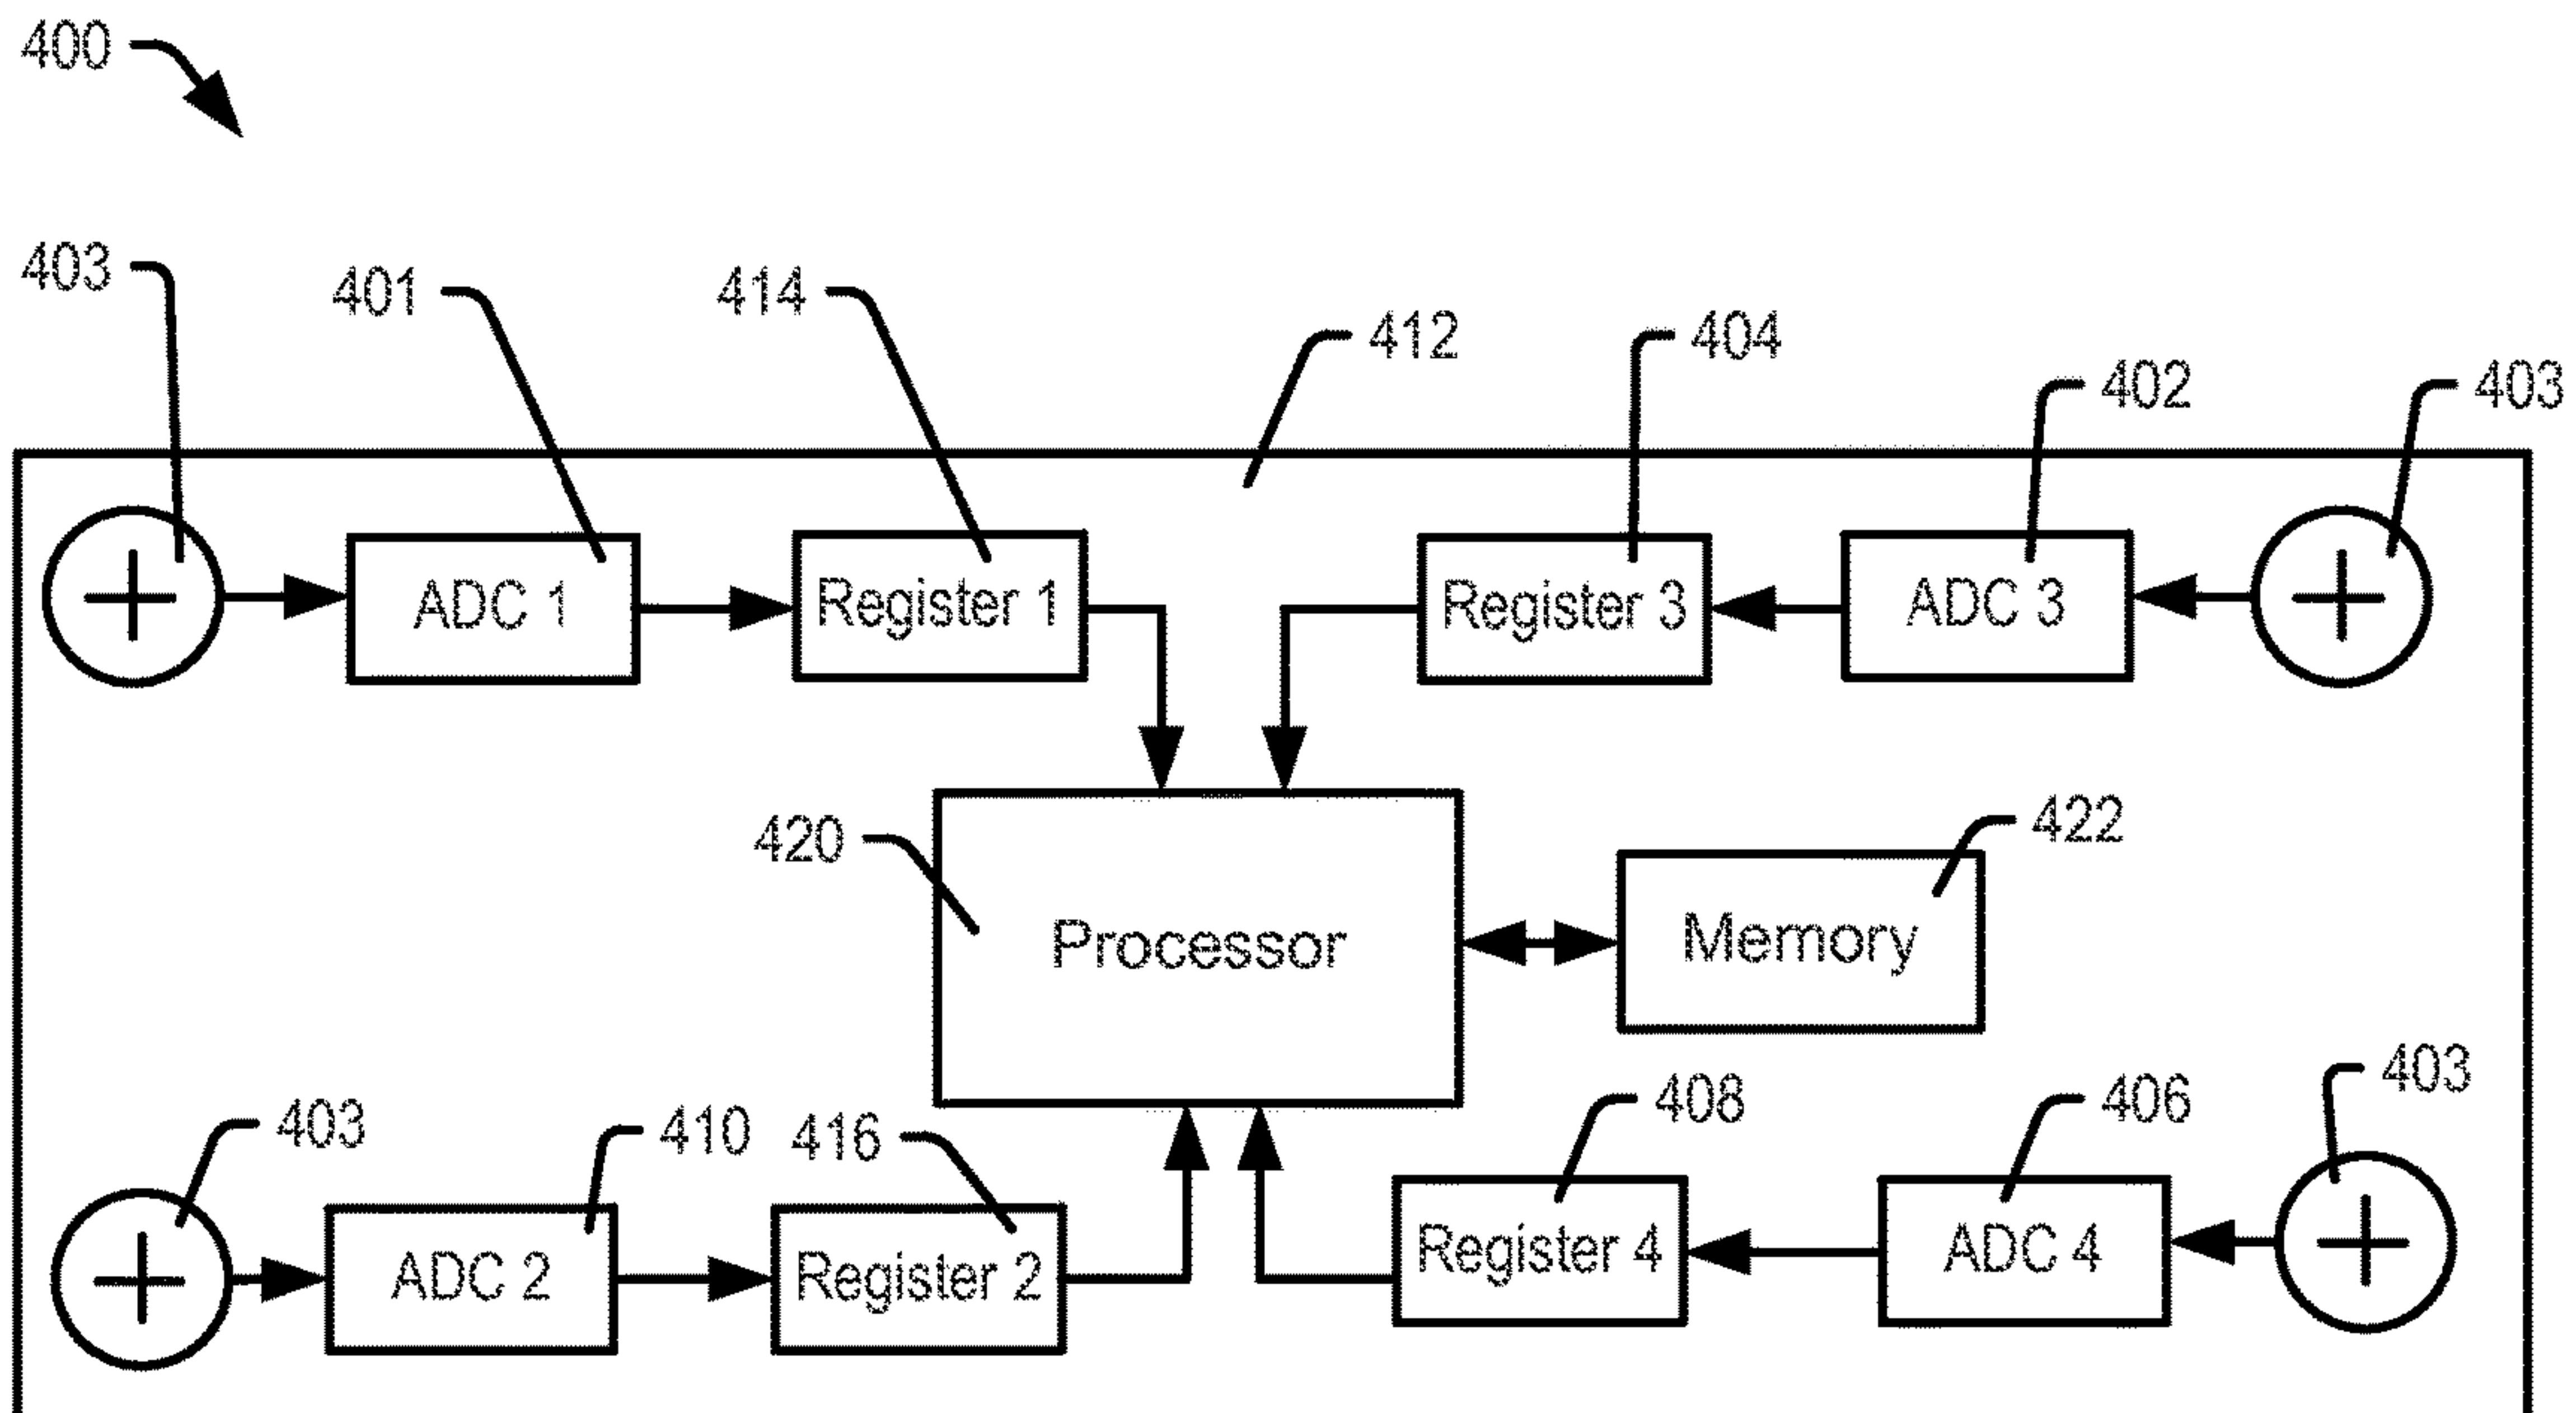 400
403
401
414
412
404
402
403
ADC 1
Register 1
Register 3
ADC 3
420
422
Processor
Memory
403
410
416
408
406
403
ADC 2
Register 2
Register 4
ADC 4